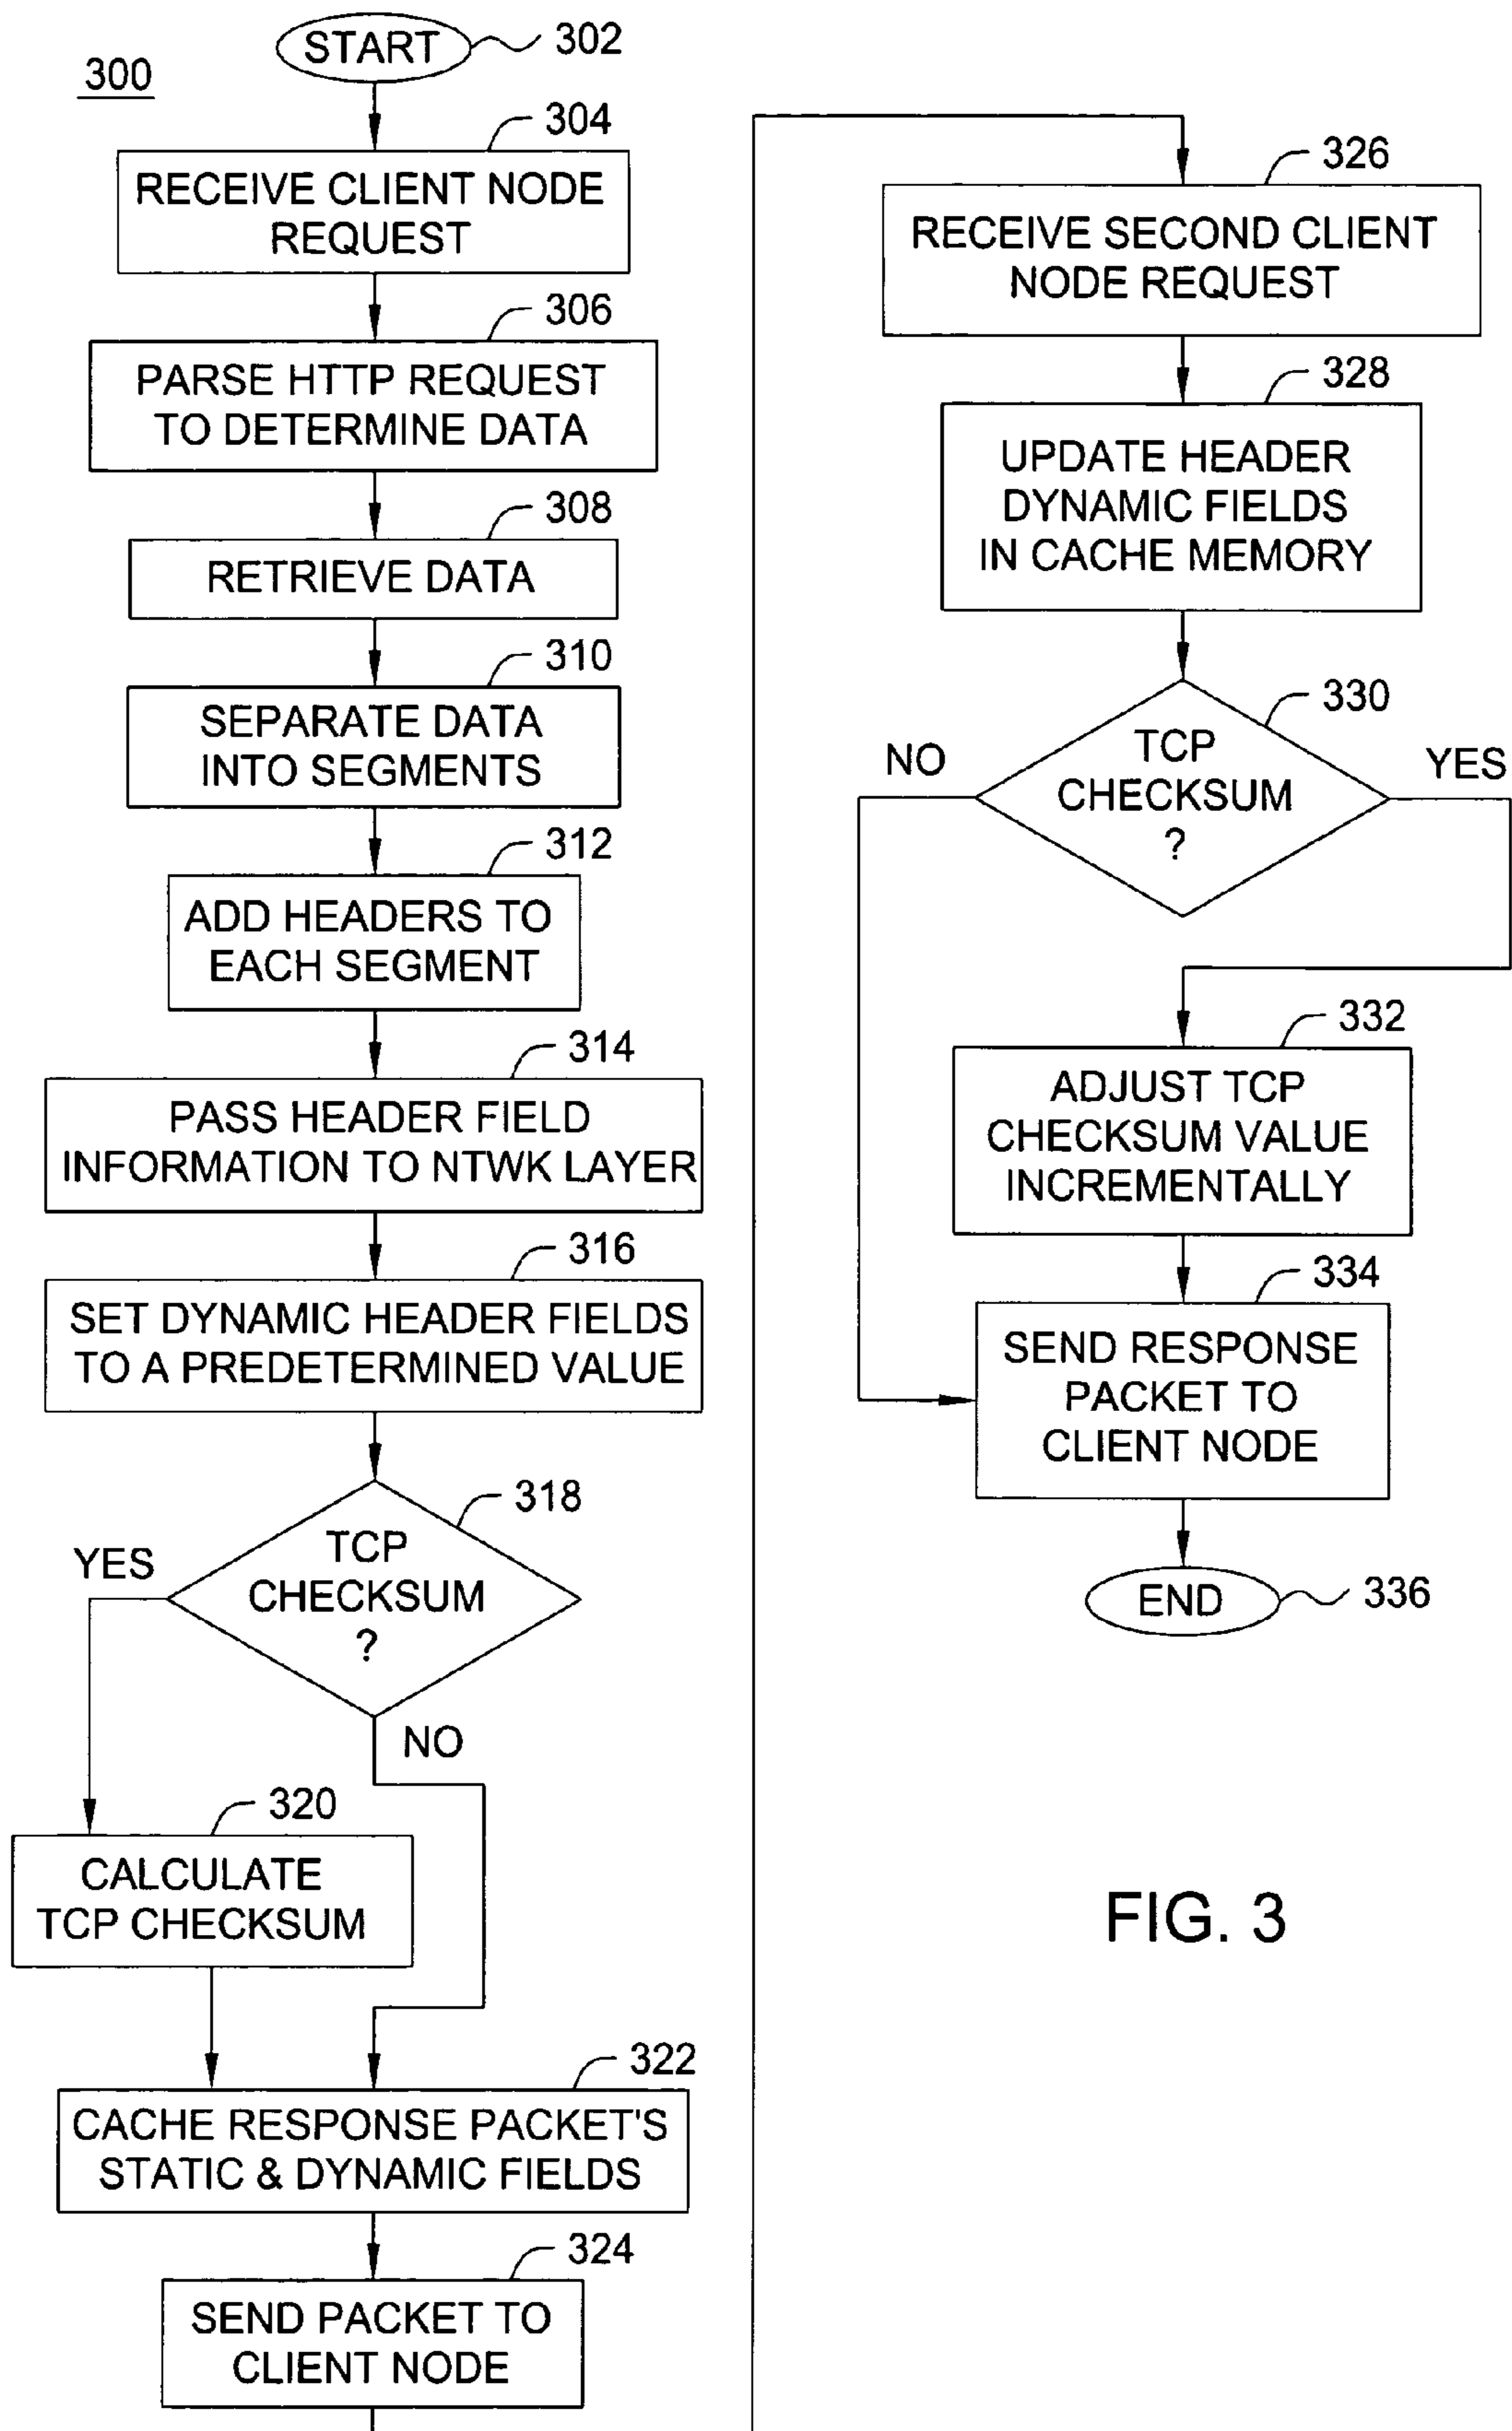 300
START
302
304
RECEIVE CLIENT NODE
REQUEST
306
PARSE HTTP REQUEST
TO DETERMINE DATA
308
RETRIEVE DATA
310
SEPARATE DATA
INTO SEGMENTS
312
ADD HEADERS TO
EACH SEGMENT
314
PASS HEADER FIELD
INFORMATION TO NTWK LAYER
316
SET DYNAMIC HEADER FIELDS
TO A PREDETERMINED VALUE
318
TCP
CHECKSUM
?
YES
NO
320
CALCULATE
TCP CHECKSUM
322
CACHE RESPONSE PACKET'S
STATIC & DYNAMIC FIELDS
324
SEND PACKET TO
CLIENT NODE
326
RECEIVE SECOND CLIENT
NODE REQUEST
328
UPDATE HEADER
DYNAMIC FIELDS
IN CACHE MEMORY
330
TCP
CHECKSUM
?
NO
YES
332
ADJUST TCP
CHECKSUM VALUE
INCREMENTALLY
334
SEND RESPONSE
PACKET TO
CLIENT NODE
END
336
FIG. 3